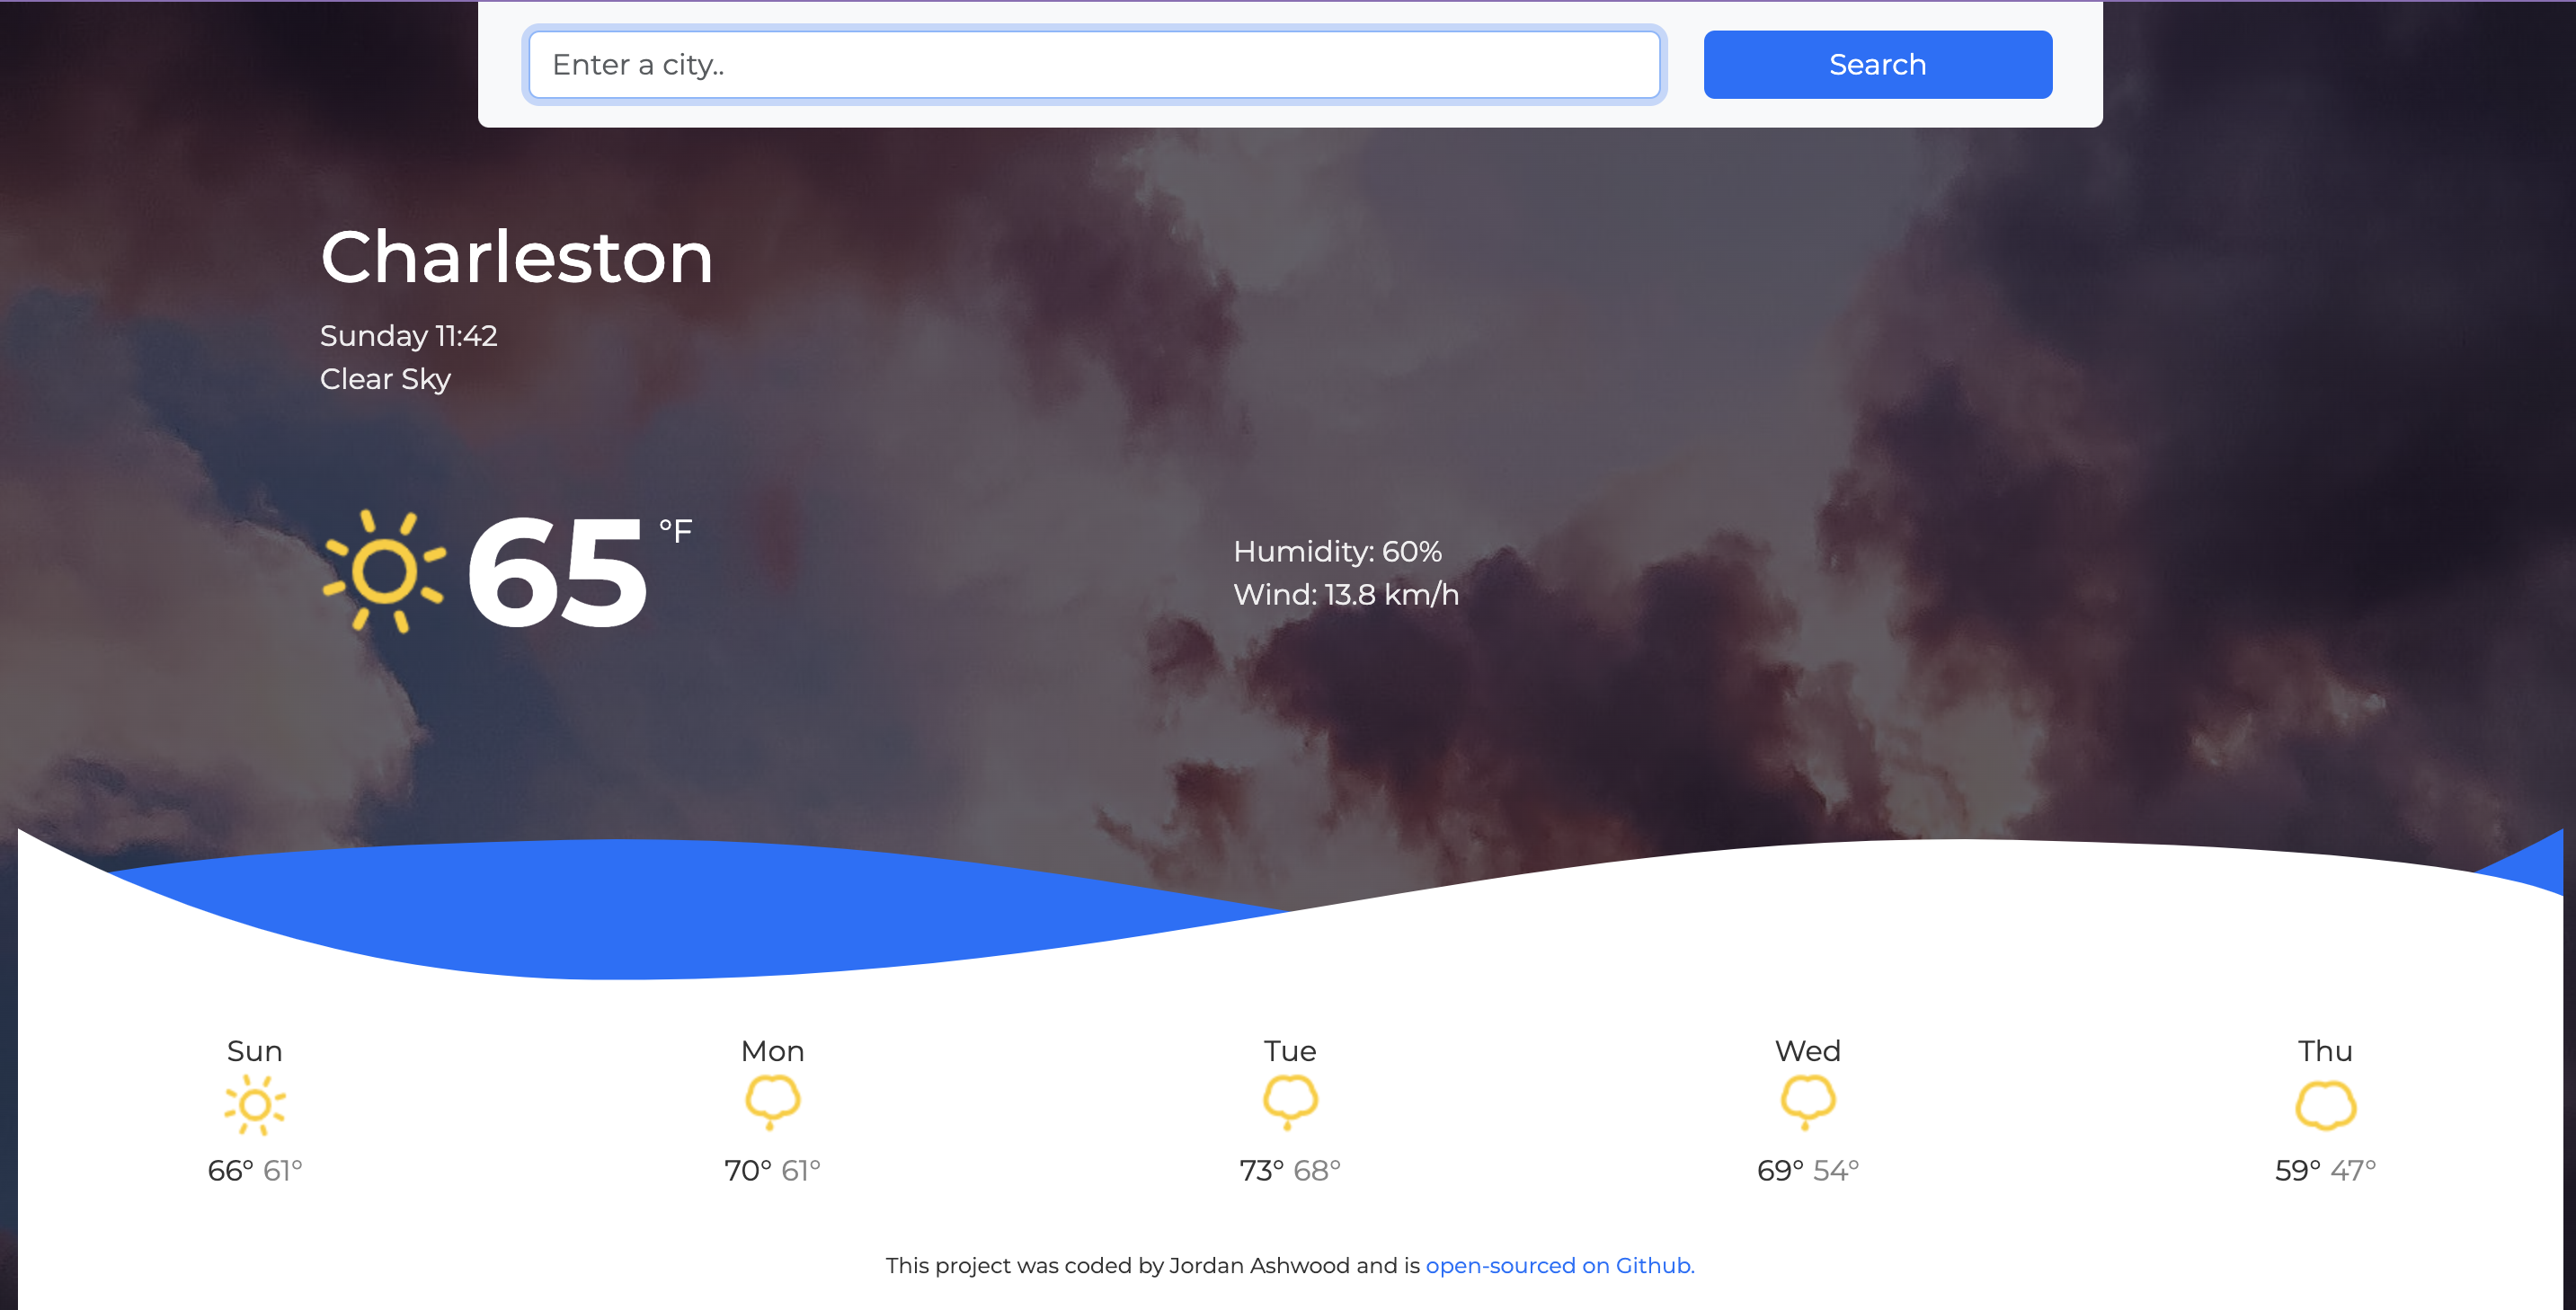 Enter a city..
Search
Charleston
Sunday 11:42
Clear Sky
65 °F
Humidity: 60%
Wind: 13.8 km/h
Sun
66° 61°
Mon
70° 61°
Tue
73° 68°
Wed
69° 54°
Thu
59° 47°
This project was coded by Jordan Ashwood and is open-sourced on Github.